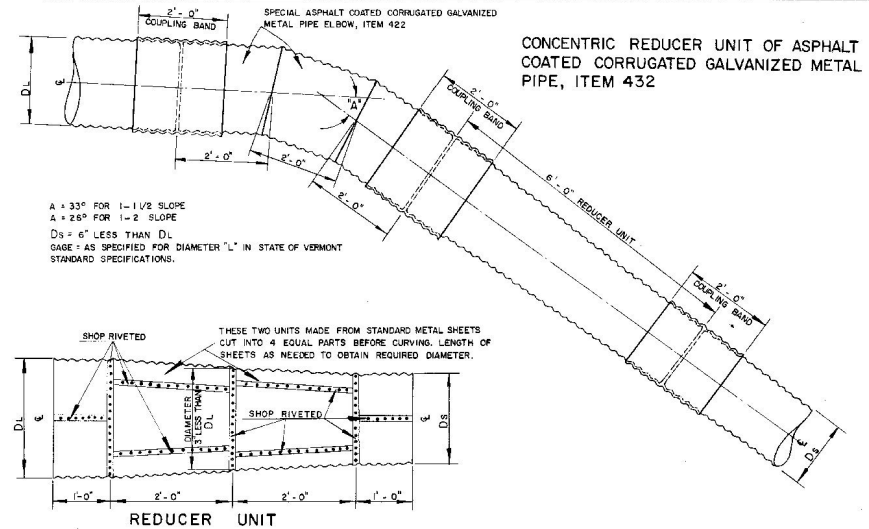 2'-0"
COUPLING BAND
SPECIAL ASPHALT COATED CORRUGATED GALVANIZED
METAL PIPE ELBOW, ITEM 422
CONCENTRIC REDUCER UNIT OF ASPHALT
COATED CORRUGATED GALVANIZED METAL
PIPE, ITEM 432
DL
℄
"A"
2'-0"
COUPLING BAND
2'-0"
2'-0"
2'-0"
6'-0" REDUCER UNIT
2'-0"
COUPLING BAND
℄
DS
A = 33° FOR 1-1 1/2 SLOPE
A = 26° FOR 1-2 SLOPE
DS = 6" LESS THAN DL
GAGE = AS SPECIFIED FOR DIAMETER "L" IN STATE OF VERMONT
STANDARD SPECIFICATIONS.
SHOP RIVETED
THESE TWO UNITS MADE FROM STANDARD METAL SHEETS
CUT INTO 4 EQUAL PARTS BEFORE CURVING. LENGTH OF
SHEETS AS NEEDED TO OBTAIN REQUIRED DIAMETER.
DL
℄
DIAMETER
3" LESS THAN
DL
SHOP RIVETED
℄
DS
1'-0"
2'-0"
2'-0"
1'-0"
REDUCER UNIT